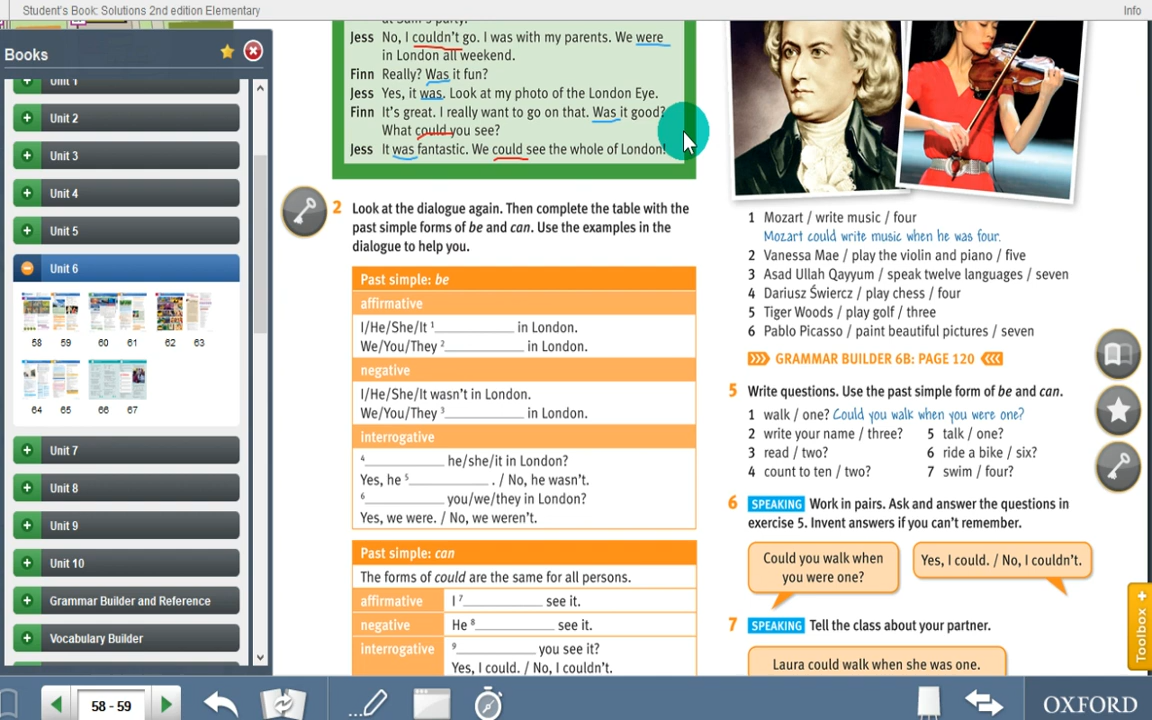 Student's Book: Solutions 2nd edition Elementary
Info
Books
Unit 1
Unit 2
Unit 3
Unit 4
Unit 5
Unit 6
58 59 60 61 62 63
64 65 66 67
Unit 7
Unit 8
Unit 9
Unit 10
Grammar Builder and Reference
Vocabulary Builder
at Sam's party.
Jess No, I couldn't go. I was with my parents. We were
in London all weekend.
Finn Really? Was it fun?
Jess Yes, it was. Look at my photo of the London Eye.
Finn It's great. I really want to go on that. Was it good?
What could you see?
Jess It was fantastic. We could see the whole of London!
2 Look at the dialogue again. Then complete the table with the
past simple forms of be and can. Use the examples in the
dialogue to help you.
Past simple: be
affirmative
I/He/She/It 1__________ in London.
We/You/They 2__________ in London.
negative
I/He/She/It wasn't in London.
We/You/They 3__________ in London.
interrogative
4__________ he/she/it in London?
Yes, he 5__________ . / No, he wasn't.
6__________ you/we/they in London?
Yes, we were. / No, we weren't.
Past simple: can
The forms of could are the same for all persons.
affirmative I 7__________ see it.
negative He 8__________ see it.
interrogative 9__________ you see it?
Yes, I could. / No, I couldn't.
1 Mozart / write music / four
Mozart could write music when he was four.
2 Vanessa Mae / play the violin and piano / five
3 Asad Ullah Qayyum / speak twelve languages / seven
4 Dariusz Świercz / play chess / four
5 Tiger Woods / play golf / three
6 Pablo Picasso / paint beautiful pictures / seven
GRAMMAR BUILDER 6B: PAGE 120
5 Write questions. Use the past simple form of be and can.
1 walk / one? Could you walk when you were one?
2 write your name / three? 5 talk / one?
3 read / two? 6 ride a bike / six?
4 count to ten / two? 7 swim / four?
6 SPEAKING Work in pairs. Ask and answer the questions in
exercise 5. Invent answers if you can't remember.
Could you walk when
you were one?
Yes, I could. / No, I couldn't.
7 SPEAKING Tell the class about your partner.
Laura could walk when she was one.
Toolbox +
58 - 59
OXFORD